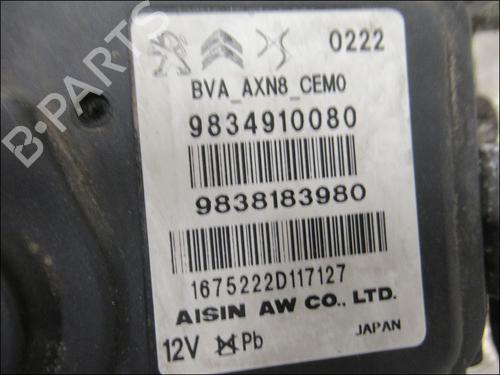 0222
BVA_AXN8_CEM0
9834910080
9838183980
1675222D117127
AISIN AW CO., LTD.
12V Pb
JAPAN
B-PARTS